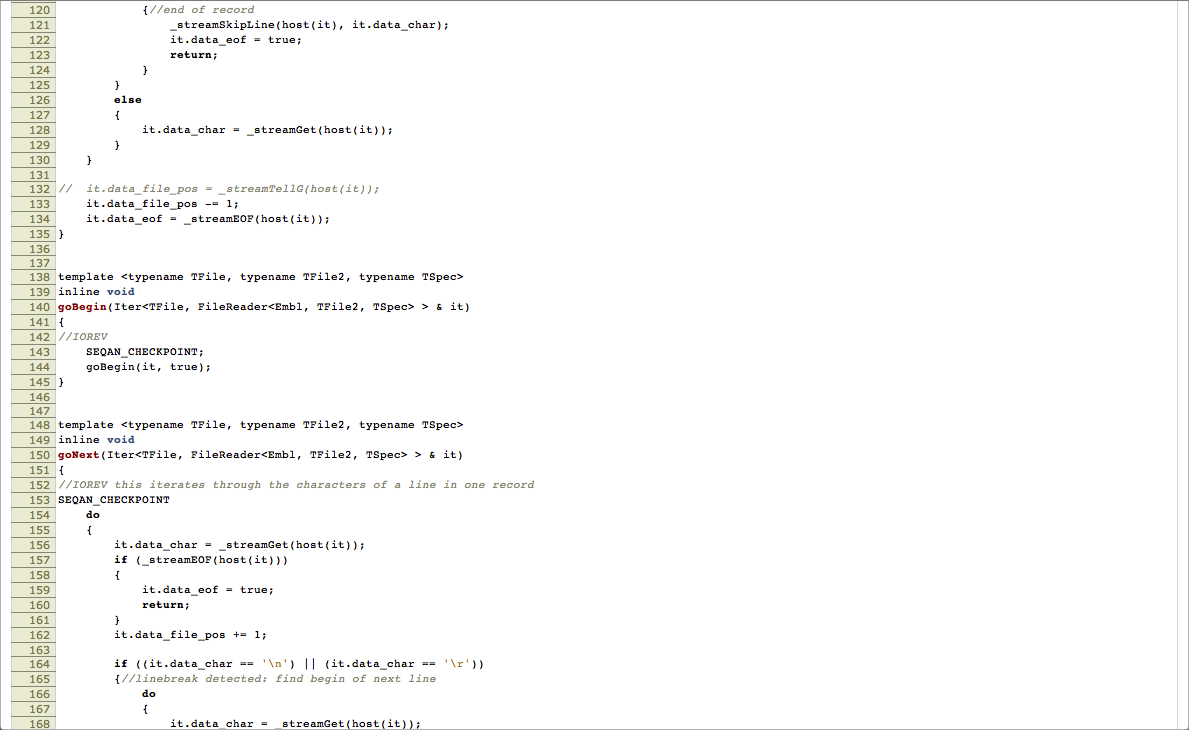 120             {//end of record
121                 _streamSkipLine(host(it), it.data_char);
122                 it.data_eof = true;
123                 return;
124             }
125         }
126         else
127         {
128             it.data_char = _streamGet(host(it));
129         }
130     }
131
132 //  it.data_file_pos = _streamTellG(host(it));
133     it.data_file_pos -= 1;
134     it.data_eof = _streamEOF(host(it));
135 }
136
137
138 template <typename TFile, typename TFile2, typename TSpec>
139 inline void
140 goBegin(Iter<TFile, FileReader<Embl, TFile2, TSpec> > & it)
141 {
142 //IOREV
143     SEQAN_CHECKPOINT;
144     goBegin(it, true);
145 }
146
147
148 template <typename TFile, typename TFile2, typename TSpec>
149 inline void
150 goNext(Iter<TFile, FileReader<Embl, TFile2, TSpec> > & it)
151 {
152 //IOREV this iterates through the characters of a line in one record
153 SEQAN_CHECKPOINT
154     do
155     {
156         it.data_char = _streamGet(host(it));
157         if (_streamEOF(host(it)))
158         {
159             it.data_eof = true;
160             return;
161         }
162         it.data_file_pos += 1;
163
164         if ((it.data_char == '\n') || (it.data_char == '\r'))
165         {//linebreak detected: find begin of next line
166             do
167             {
168                 it.data_char = _streamGet(host(it));